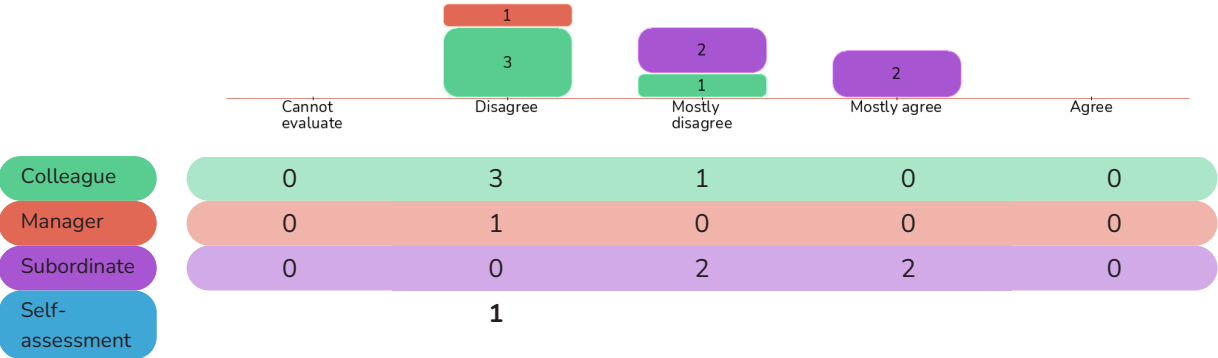 1
3
2
1
2
Cannot
evaluate
Disagree
Mostly
disagree
Mostly agree
Agree
Colleague 0 3 1 0 0
Manager 0 1 0 0 0
Subordinate 0 0 2 2 0
Self-
assessment
1